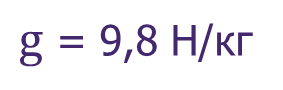 g = 9,8 Н/кг